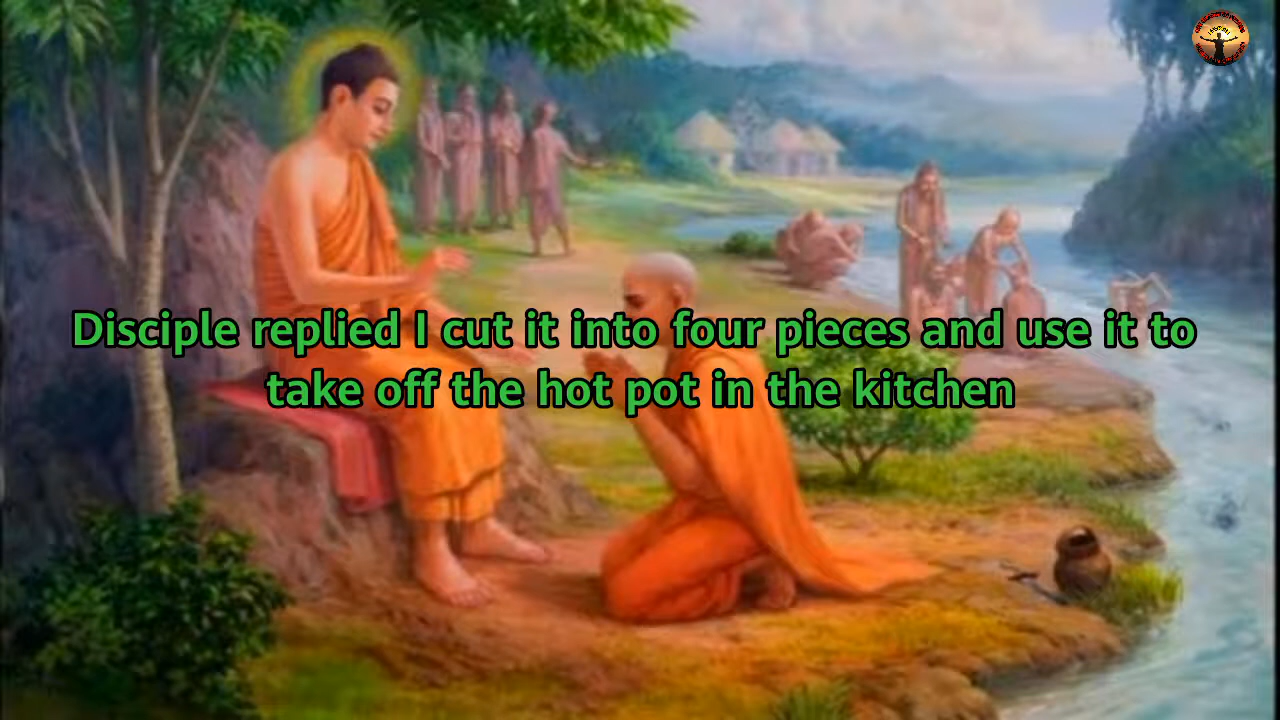 Disciple replied I cut it into four pieces and use it to
take off the hot pot in the kitchen